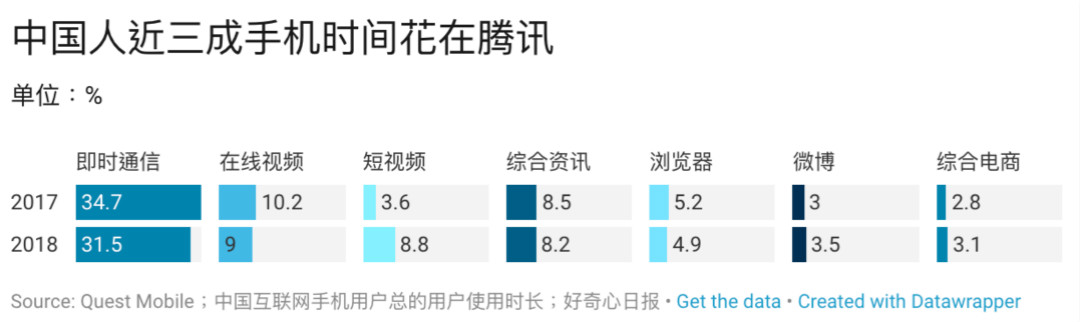 中国人近三成手机时间花在腾讯
单位：%
即时通信 在线视频 短视频 综合资讯 浏览器 微博 综合电商
2017 34.7 10.2 3.6 8.5 5.2 3 2.8
2018 31.5 9 8.8 8.2 4.9 3.5 3.1
Source: Quest Mobile；中国互联网手机用户总的用户使用时长；好奇心日报 • Get the data • Created with Datawrapper